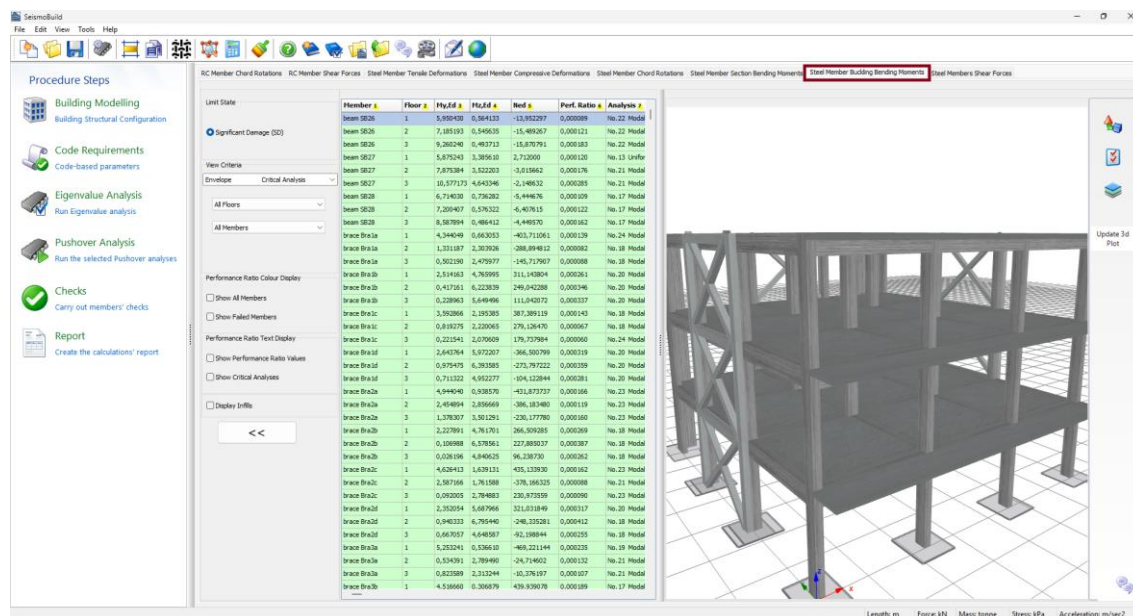 SeismoBuild
File Edit View Tools Help
Procedure Steps
Building Modelling
Building Structural Configuration
Code Requirements
Code-based parameters
Eigenvalue Analysis
Run Eigenvalue analysis
Pushover Analysis
Run the selected Pushover analyses
Checks
Carry out members' checks
Report
Create the calculations' report
RC Member Chord Rotations RC Member Shear Forces Steel Member Tensile Deformations Steel Member Compressive Deformations Steel Member Chord Rotations Steel Member Section Bending Moments Steel Member Buckling Bending Moments Steel Members Shear Forces
Limit State
Significant Damage (SD)
View Criteria
Envelope Critical Analysis
All Floors
All Members
Performance Ratio Colour Display
Show All Members
Show Failed Members
Performance Ratio Text Display
Show Performance Ratio Values
Show Critical Analyses
Display Infills
<<
Member 1 Floor 2 My,Ed 3 Mz,Ed 4 Ned 5 Perf. Ratio 6 Analysis 7
beam SB26 1 5,950430 0,564133 -13,952297 0,000089 No.22 Modal
beam SB26 2 7,185193 0,545635 -15,489267 0,000121 No.22 Modal
beam SB26 3 9,260240 0,493713 -15,870791 0,000183 No.22 Modal
beam SB27 1 5,875243 3,385610 2,712000 0,000120 No.13 Unifor
beam SB27 2 7,875384 3,522203 -3,015662 0,000176 No.21 Modal
beam SB27 3 10,577173 4,643346 -2,148632 0,000285 No.21 Modal
beam SB28 1 6,714030 0,736282 -5,444676 0,000109 No.17 Modal
beam SB28 2 7,200407 0,576322 -6,407615 0,000122 No.17 Modal
beam SB28 3 8,587894 0,486412 -4,449570 0,000162 No.17 Modal
brace Bra1a 1 4,344049 0,663053 -403,711061 0,000139 No.24 Modal
brace Bra1a 2 1,331187 2,303926 -288,894812 0,000082 No.18 Modal
brace Bra1a 3 0,502190 2,475977 -145,717907 0,000088 No.18 Modal
brace Bra1b 1 2,514163 4,765995 311,143804 0,000261 No.20 Modal
brace Bra1b 2 0,417161 6,223839 249,042288 0,000346 No.20 Modal
brace Bra1b 3 0,228963 5,649496 111,042072 0,000337 No.20 Modal
brace Bra1c 1 3,592866 2,195385 387,389119 0,000143 No.18 Modal
brace Bra1c 2 0,819275 2,220065 279,126470 0,000067 No.18 Modal
brace Bra1c 3 0,221541 2,070609 179,737984 0,000060 No.24 Modal
brace Bra1d 1 2,643764 5,972207 -366,300799 0,000319 No.20 Modal
brace Bra1d 2 0,975475 6,393585 -273,797222 0,000359 No.20 Modal
brace Bra1d 3 0,711322 4,952277 -104,122844 0,000281 No.20 Modal
brace Bra2a 1 4,944040 0,938570 -431,873737 0,000166 No.23 Modal
brace Bra2a 2 2,454894 2,856669 -386,183480 0,000119 No.23 Modal
brace Bra2a 3 1,378307 3,501291 -230,177780 0,000160 No.23 Modal
brace Bra2b 1 2,227891 4,761701 266,509285 0,000269 No.18 Modal
brace Bra2b 2 0,106988 6,578561 227,885037 0,000387 No.18 Modal
brace Bra2b 3 0,026196 4,840625 96,238730 0,000262 No.18 Modal
brace Bra2c 1 4,626413 1,639131 435,133930 0,000162 No.23 Modal
brace Bra2c 2 2,587166 1,761588 -378,166325 0,000088 No.21 Modal
brace Bra2c 3 0,092005 2,784883 230,973559 0,000090 No.23 Modal
brace Bra2d 1 2,352054 5,687966 321,031849 0,000317 No.20 Modal
brace Bra2d 2 0,940333 6,795440 -248,335281 0,000412 No.18 Modal
brace Bra2d 3 0,667057 4,648587 -92,198844 0,000255 No.18 Modal
brace Bra3a 1 5,253241 0,536610 -469,221144 0,000235 No.19 Modal
brace Bra3a 2 0,534391 2,789490 -24,714602 0,000132 No.21 Modal
brace Bra3a 3 0,823589 2,313244 -10,376197 0,000107 No.21 Modal
brace Bra3b 1 4,516660 0,306879 439,939078 0,000189 No.17 Modal
Update 3d
Plot
z
x
Length: m Force: kN Mass: tonne Stress: kPa Acceleration: m/sec2